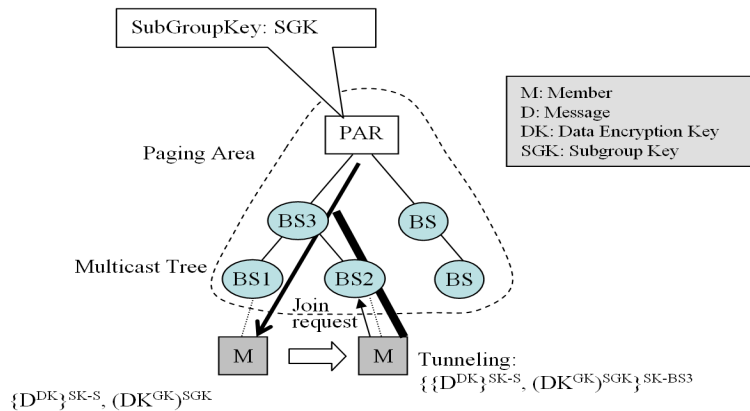 SubGroupKey: SGK
M: Member
D: Message
DK: Data Encryption Key
SGK: Subgroup Key
PAR
Paging Area
BS3
BS
Multicast Tree
BS1
BS2
BS
Join
request
M
M
Tunneling:
{{D^DK}^SK-S, (DK^GK)^SGK}^SK-BS3
{D^DK}^SK-S, (DK^GK)^SGK